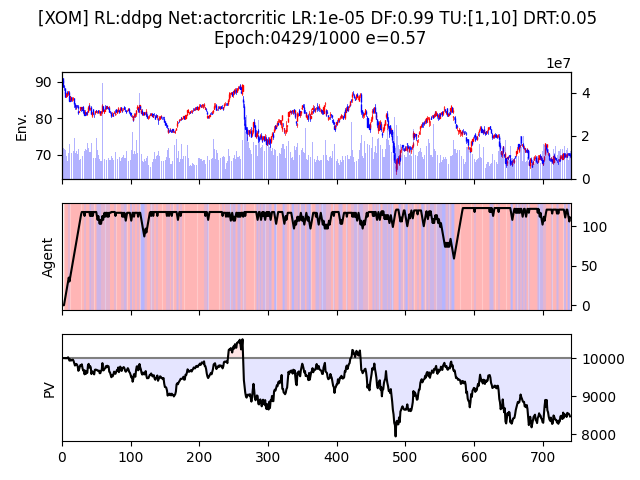 [XOM] RL:ddpg Net:actorcritic LR:1e-05 DF:0.99 TU:[1,10] DRT:0.05
Epoch:0429/1000 e=0.57
1e7
90
80
70
Env.
4
2
0
Agent
100
50
0
PV
10000
9000
8000
0 100 200 300 400 500 600 700